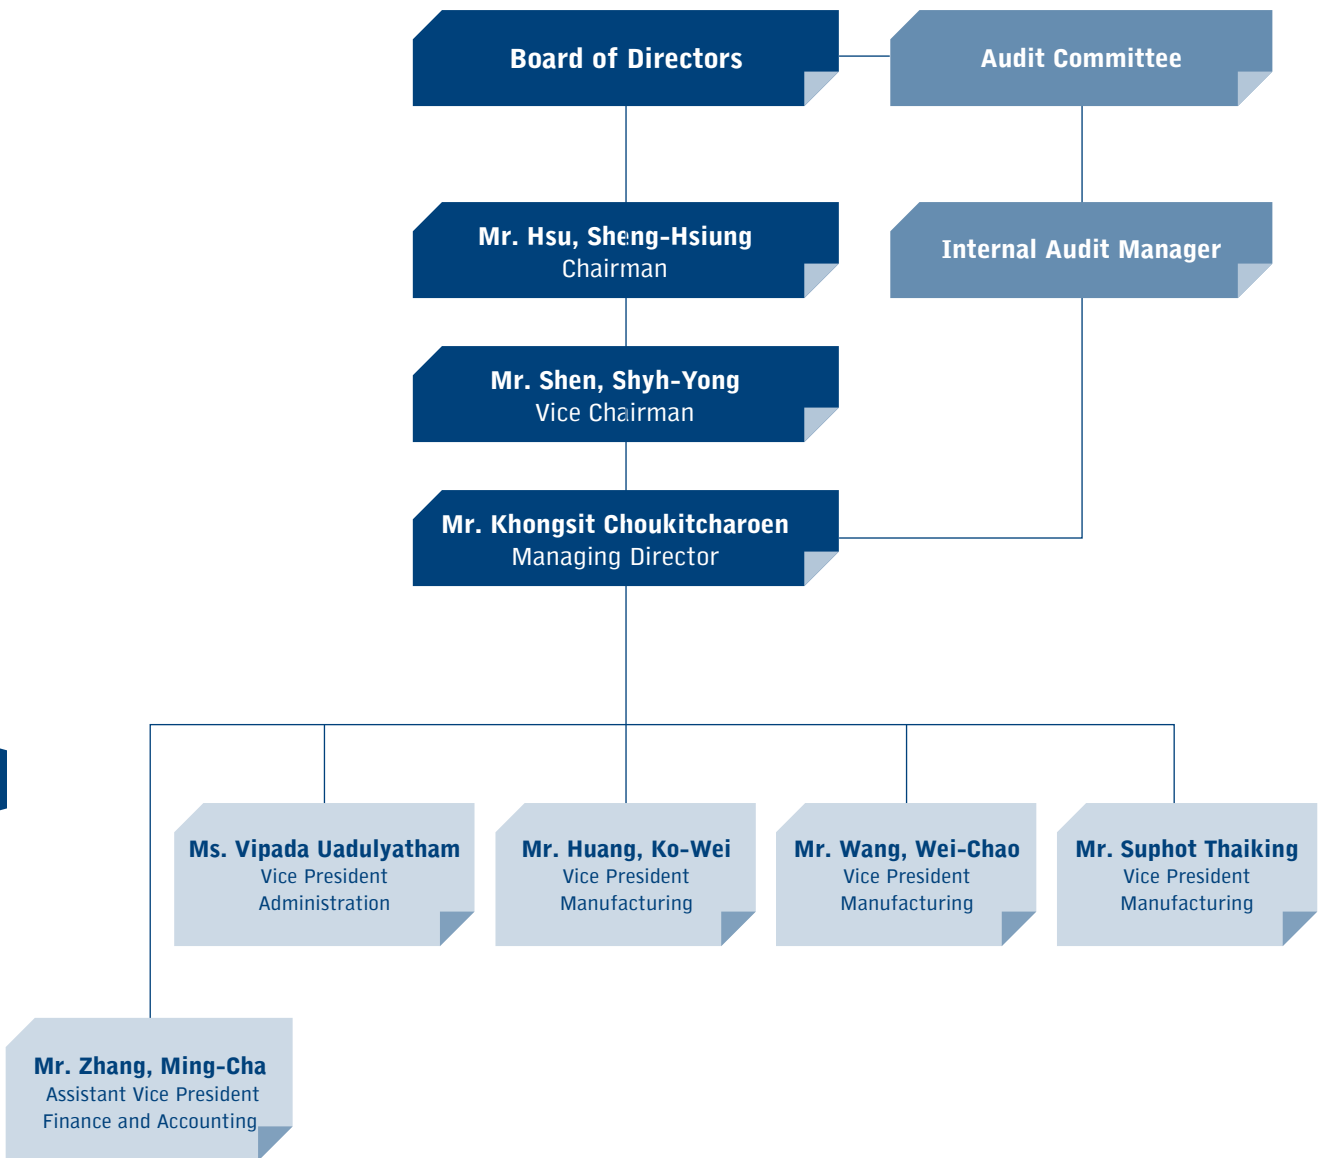 Board of Directors
Audit Committee
Mr. Hsu, Sheng-Hsiung
Chairman
Internal Audit Manager
Mr. Shen, Shyh-Yong
Vice Chairman
Mr. Khongsit Choukitcharoen
Managing Director
Ms. Vipada Uadulyatham
Vice President
Administration
Mr. Huang, Ko-Wei
Vice President
Manufacturing
Mr. Wang, Wei-Chao
Vice President
Manufacturing
Mr. Suphot Thaiking
Vice President
Manufacturing
Mr. Zhang, Ming-Cha
Assistant Vice President
Finance and Accounting